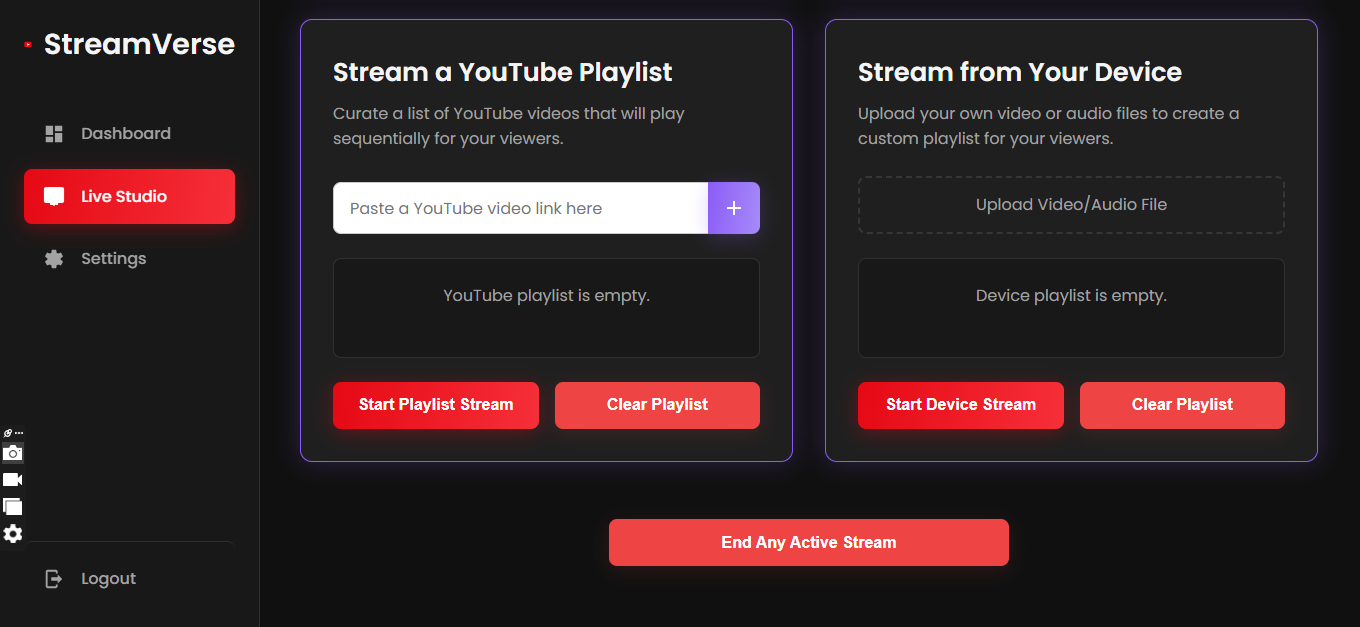 StreamVerse
Dashboard
Live Studio
Settings
Logout
Stream a YouTube Playlist
Curate a list of YouTube videos that will play
sequentially for your viewers.
Paste a YouTube video link here
YouTube playlist is empty.
Start Playlist Stream
Clear Playlist
Stream from Your Device
Upload your own video or audio files to create a
custom playlist for your viewers.
Upload Video/Audio File
Device playlist is empty.
Start Device Stream
Clear Playlist
End Any Active Stream